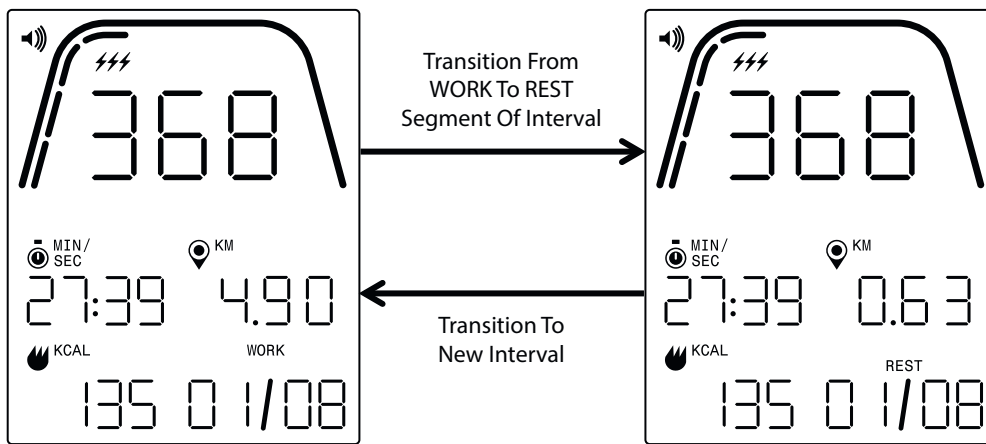 368
MIN/
SEC
KM
27:39
4.90
KCAL
WORK
135
01/08
Transition From
WORK To REST
Segment Of Interval
Transition To
New Interval
368
MIN/
SEC
KM
27:39
0.63
KCAL
REST
135
01/08